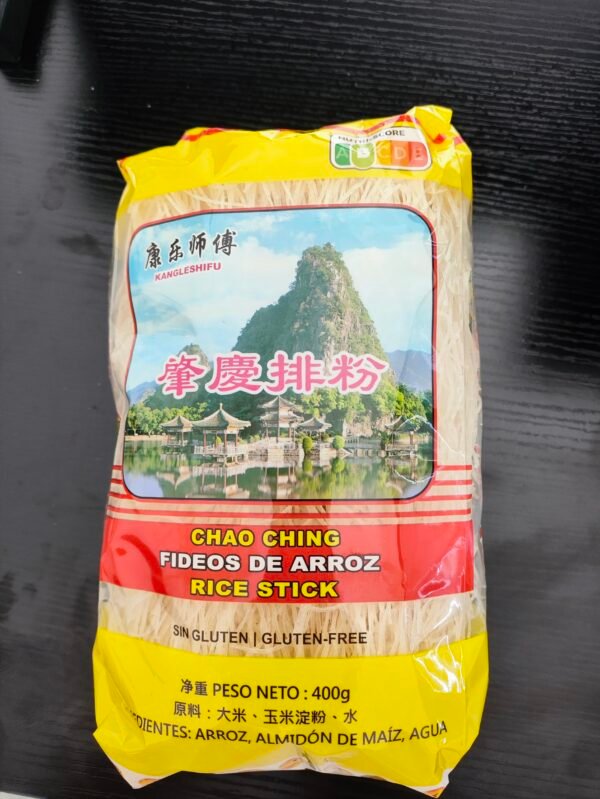 NUTRI-SCORE
A B C D E
康乐师傅
KANGLESHIFU
肇慶排粉
CHAO CHING
FIDEOS DE ARROZ
RICE STICK
SIN GLUTEN | GLUTEN-FREE
净重 PESO NETO : 400g
原料：大米、玉米淀粉、水
EDIENTES: ARROZ, ALMIDÓN DE MAÍZ, AGUA